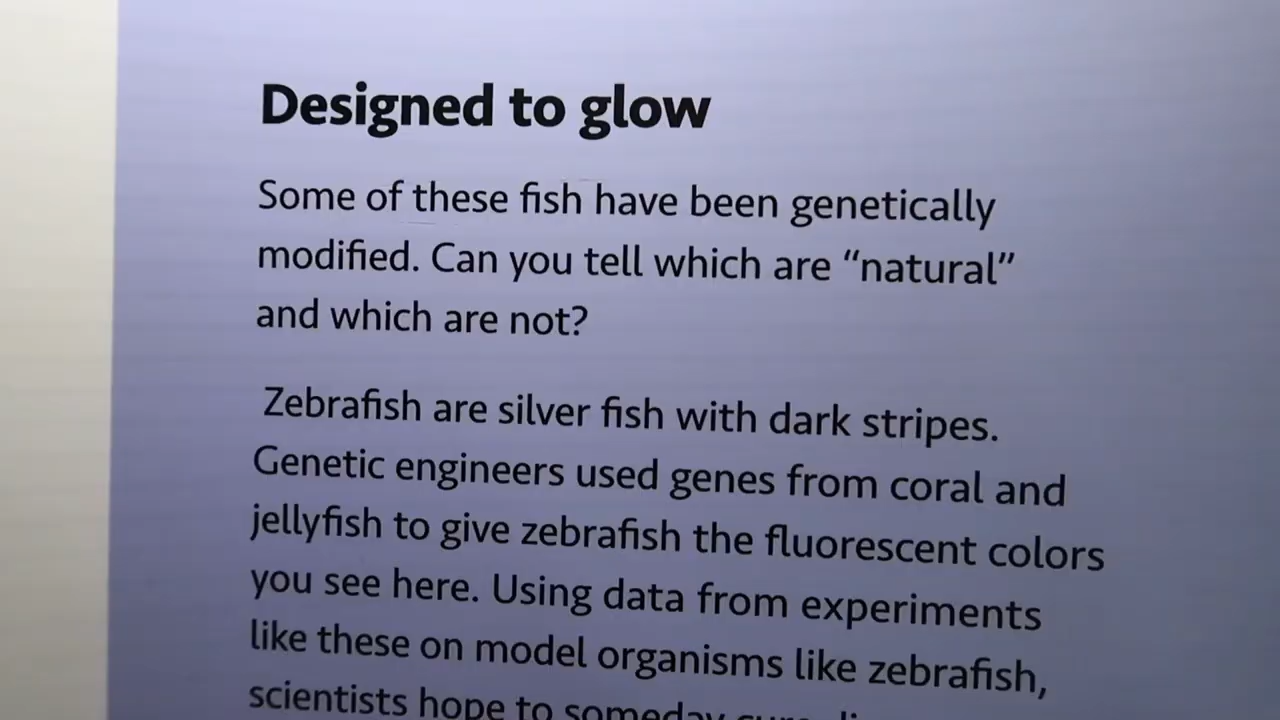 Designed to glow
Some of these fish have been genetically
modified. Can you tell which are “natural”
and which are not?
Zebrafish are silver fish with dark stripes.
Genetic engineers used genes from coral and
jellyfish to give zebrafish the fluorescent colors
you see here. Using data from experiments
like these on model organisms like zebrafish,
scientists hope to someday